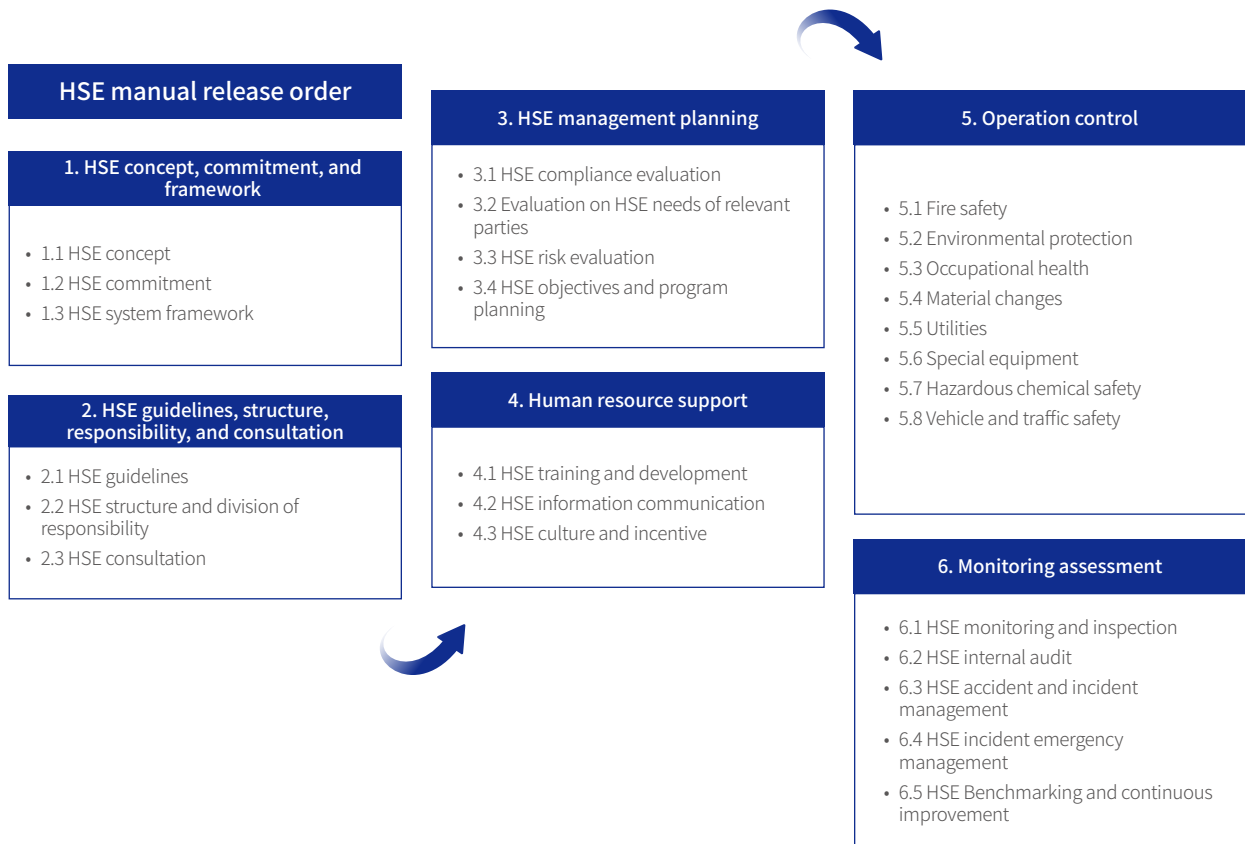 HSE manual release order
1. HSE concept, commitment, and
framework
• 1.1 HSE concept
• 1.2 HSE commitment
• 1.3 HSE system framework
2. HSE guidelines, structure,
responsibility, and consultation
• 2.1 HSE guidelines
• 2.2 HSE structure and division of
responsibility
• 2.3 HSE consultation
3. HSE management planning
• 3.1 HSE compliance evaluation
• 3.2 Evaluation on HSE needs of relevant
parties
• 3.3 HSE risk evaluation
• 3.4 HSE objectives and program
planning
4. Human resource support
• 4.1 HSE training and development
• 4.2 HSE information communication
• 4.3 HSE culture and incentive
5. Operation control
• 5.1 Fire safety
• 5.2 Environmental protection
• 5.3 Occupational health
• 5.4 Material changes
• 5.5 Utilities
• 5.6 Special equipment
• 5.7 Hazardous chemical safety
• 5.8 Vehicle and traffic safety
6. Monitoring assessment
• 6.1 HSE monitoring and inspection
• 6.2 HSE internal audit
• 6.3 HSE accident and incident
management
• 6.4 HSE incident emergency
management
• 6.5 HSE Benchmarking and continuous
improvement